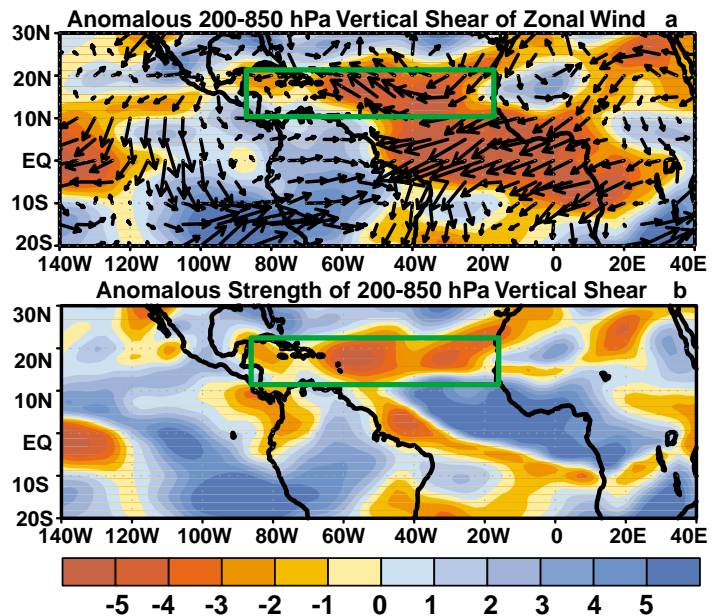 Anomalous 200-850 hPa Vertical Shear of Zonal Wind a
30N
20N
10N
EQ
10S
20S
140W 120W 100W 80W 60W 40W 20W 0 20E 40E
Anomalous Strength of 200-850 hPa Vertical Shear b
30N
20N
10N
EQ
10S
20S
140W 120W 100W 80W 60W 40W 20W 0 20E 40E
-5 -4 -3 -2 -1 0 1 2 3 4 5